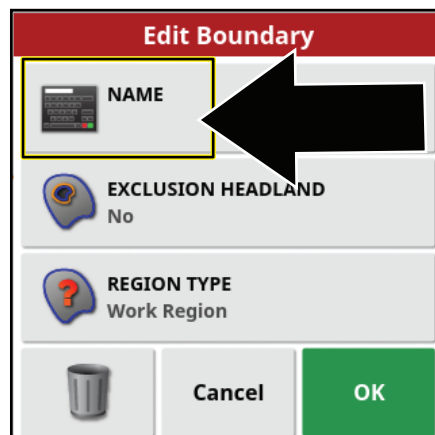 Edit Boundary
NAME
EXCLUSION HEADLAND
No
REGION TYPE
Work Region
Cancel
OK